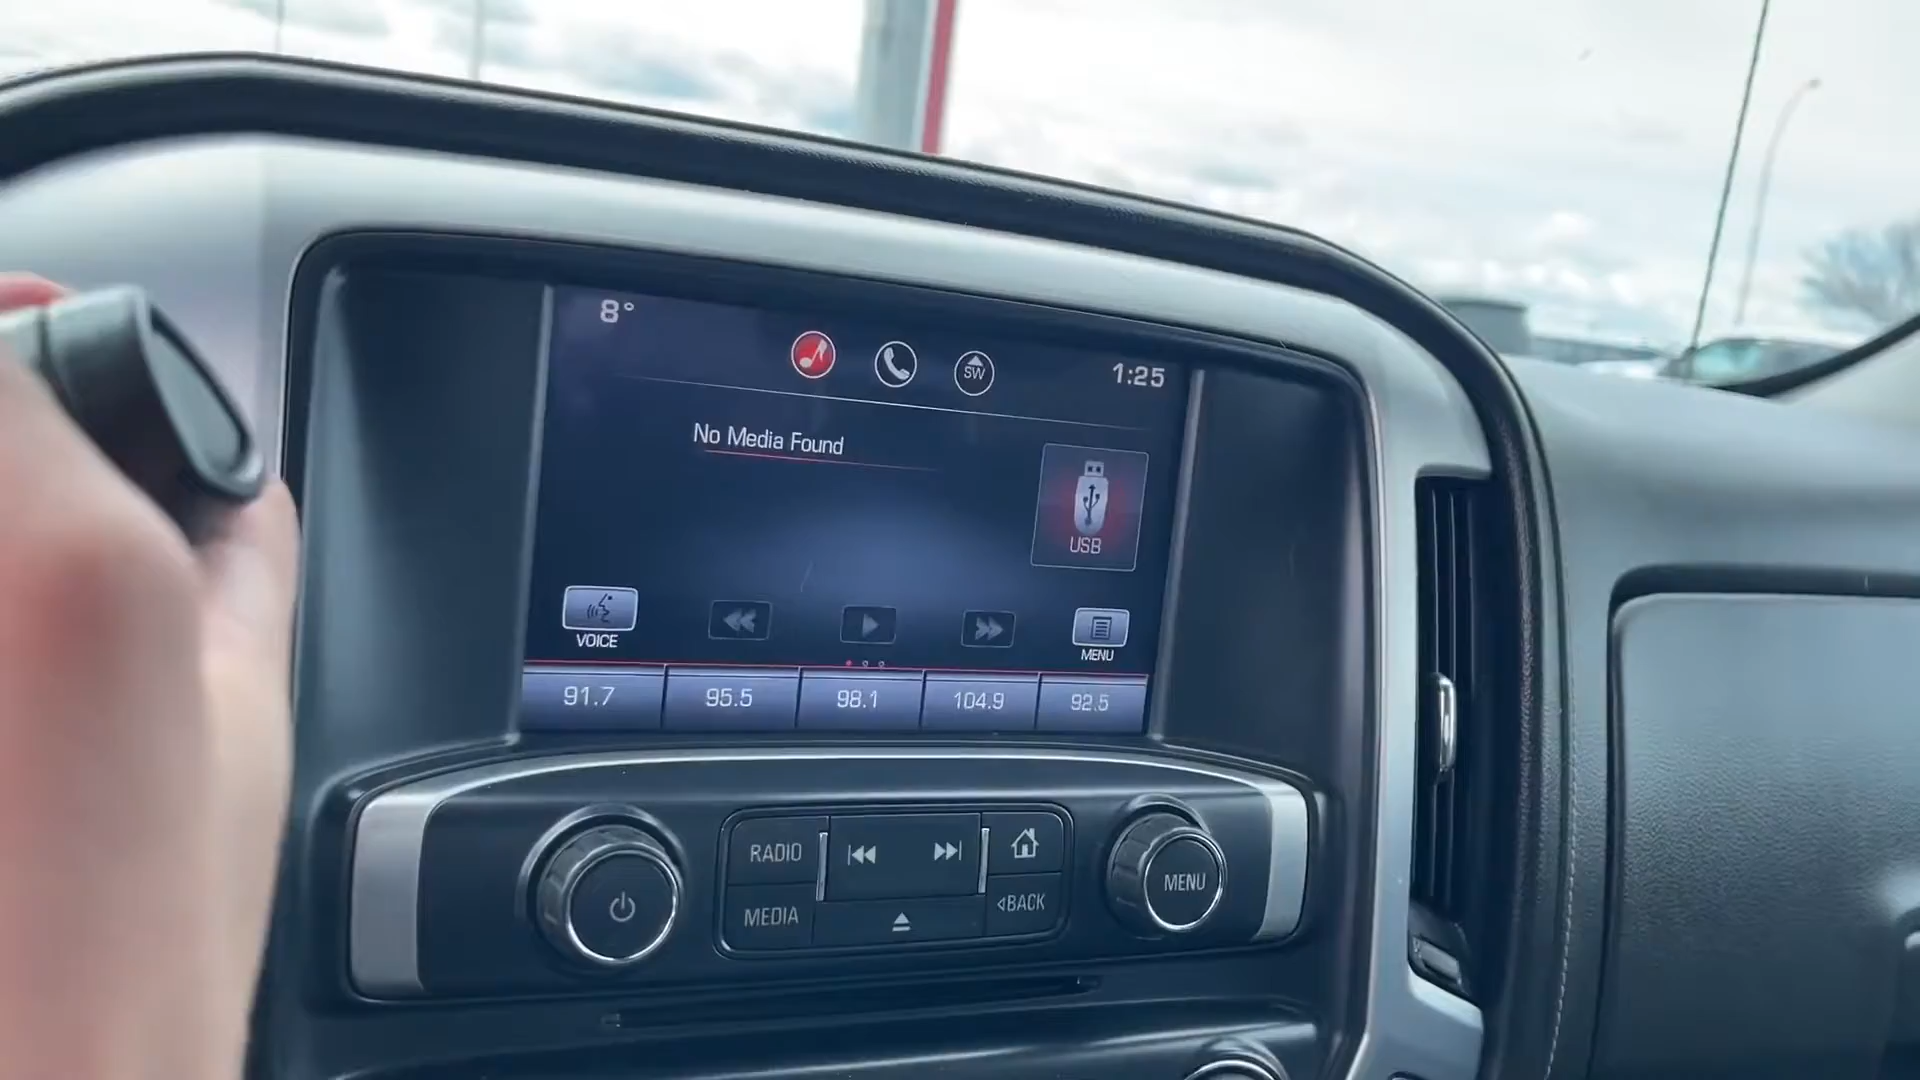 8°
SW
1:25
No Media Found
USB
VOICE
MENU
91.7
95.5
98.1
104.9
92.5
RADIO
MEDIA
BACK
MENU